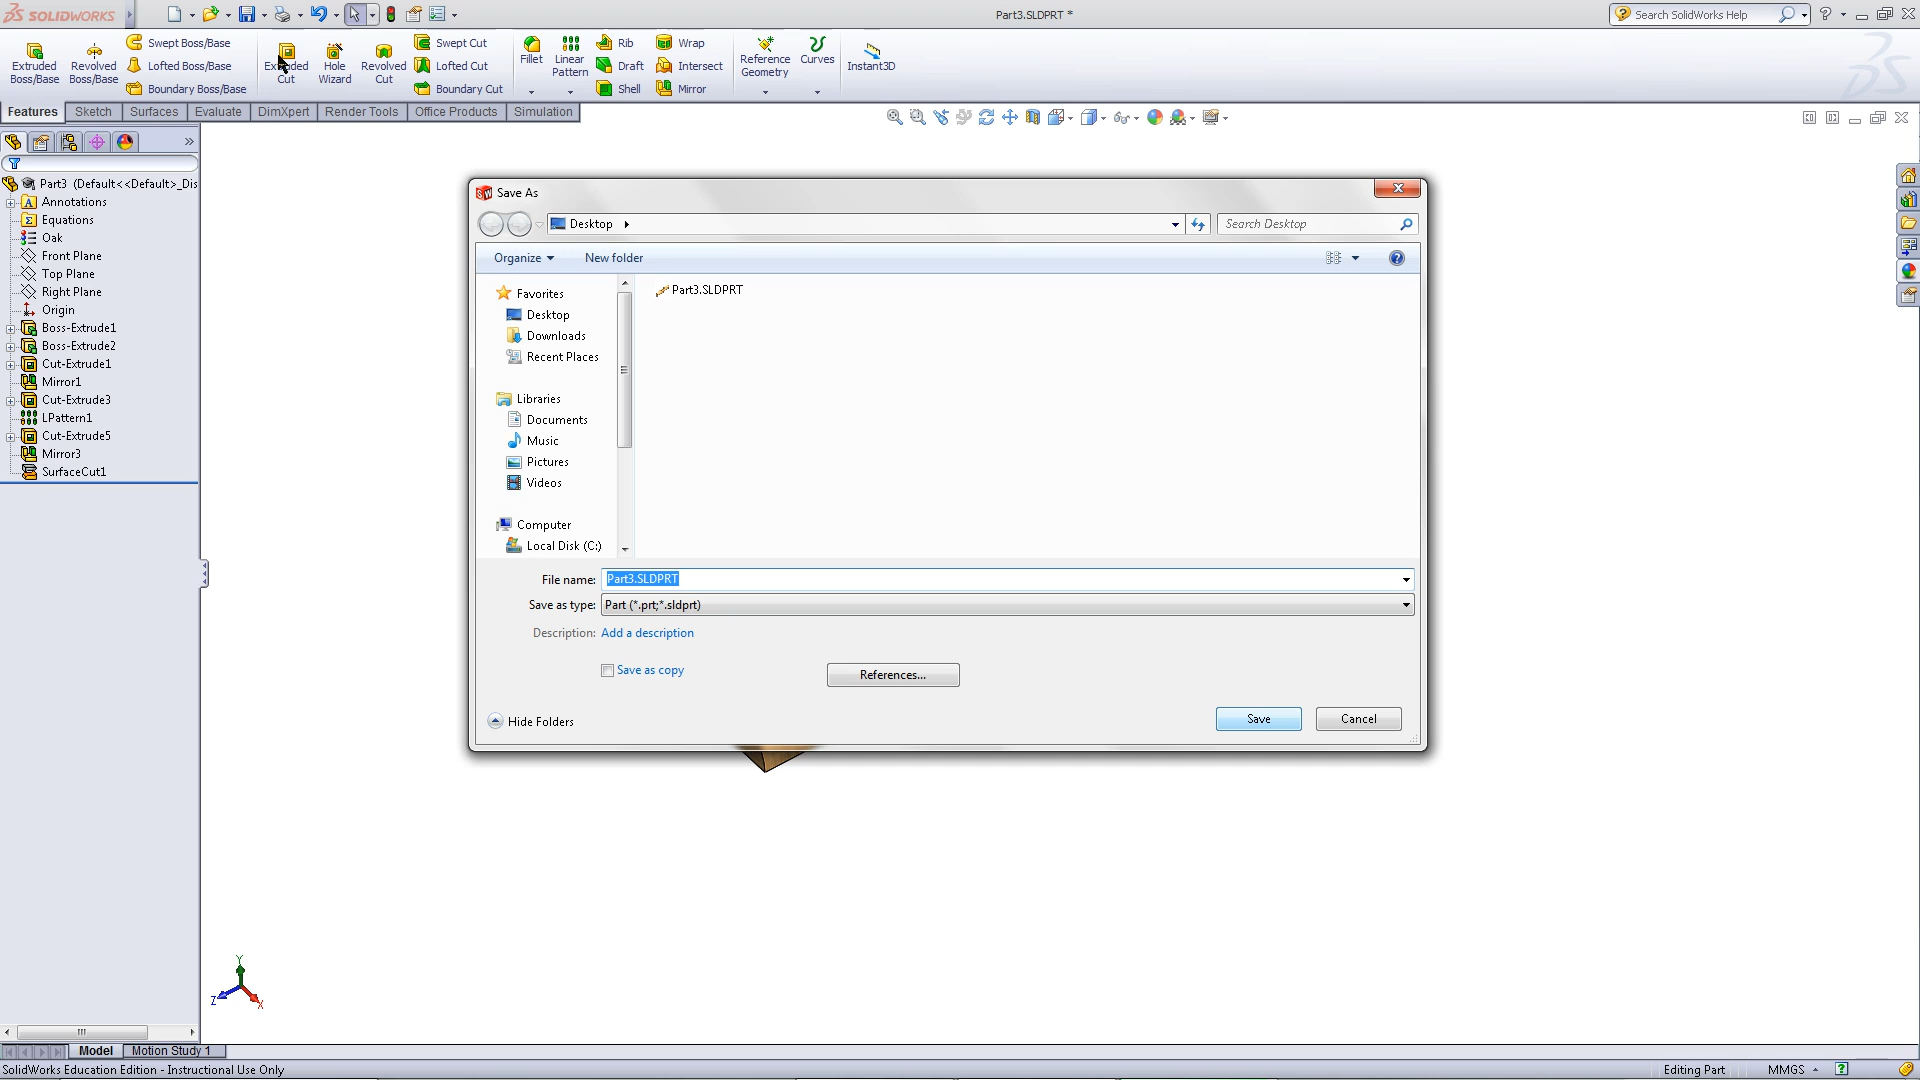 SOLIDWORKS
Part3.SLDPRT *
Search SolidWorks Help
Extruded Boss/Base
Revolved Boss/Base
Swept Boss/Base
Lofted Boss/Base
Boundary Boss/Base
Extruded Cut
Hole Wizard
Revolved Cut
Swept Cut
Lofted Cut
Boundary Cut
Fillet
Linear Pattern
Rib
Draft
Shell
Wrap
Intersect
Mirror
Reference Geometry
Curves
Instant3D
Features
Sketch
Surfaces
Evaluate
DimXpert
Render Tools
Office Products
Simulation
Part3 (Default<<Default>_Dis
Annotations
Equations
Oak
Front Plane
Top Plane
Right Plane
Origin
Boss-Extrude1
Boss-Extrude2
Cut-Extrude1
Mirror1
Cut-Extrude3
LPattern1
Cut-Extrude5
Mirror3
SurfaceCut1
Save As
Desktop
Search Desktop
Organize
New folder
Favorites
Desktop
Downloads
Recent Places
Libraries
Documents
Music
Pictures
Videos
Computer
Local Disk (C:)
Part3.SLDPRT
File name: Part3.SLDPRT
Save as type: Part (*.prt;*.sldprt)
Description: Add a description
Save as copy
References...
Hide Folders
Save
Cancel
Y
Z
X
Model
Motion Study 1
SolidWorks Education Edition - Instructional Use Only
Editing Part
MMGS